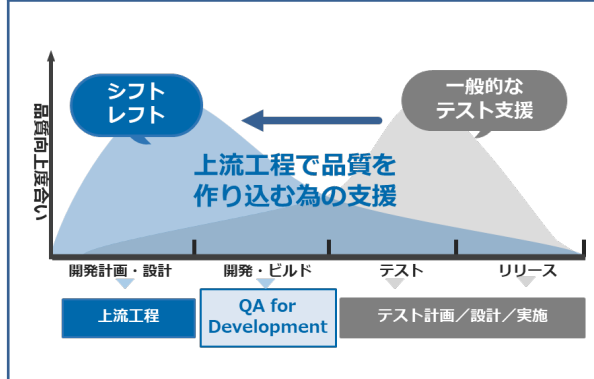 シフト
レフト
一般的な
テスト支援
品質向上度合い
上流工程で品質を
作り込む為の支援
開発計画・設計
開発・ビルド
テスト
リリース
上流工程
QA for
Development
テスト計画／設計／実施